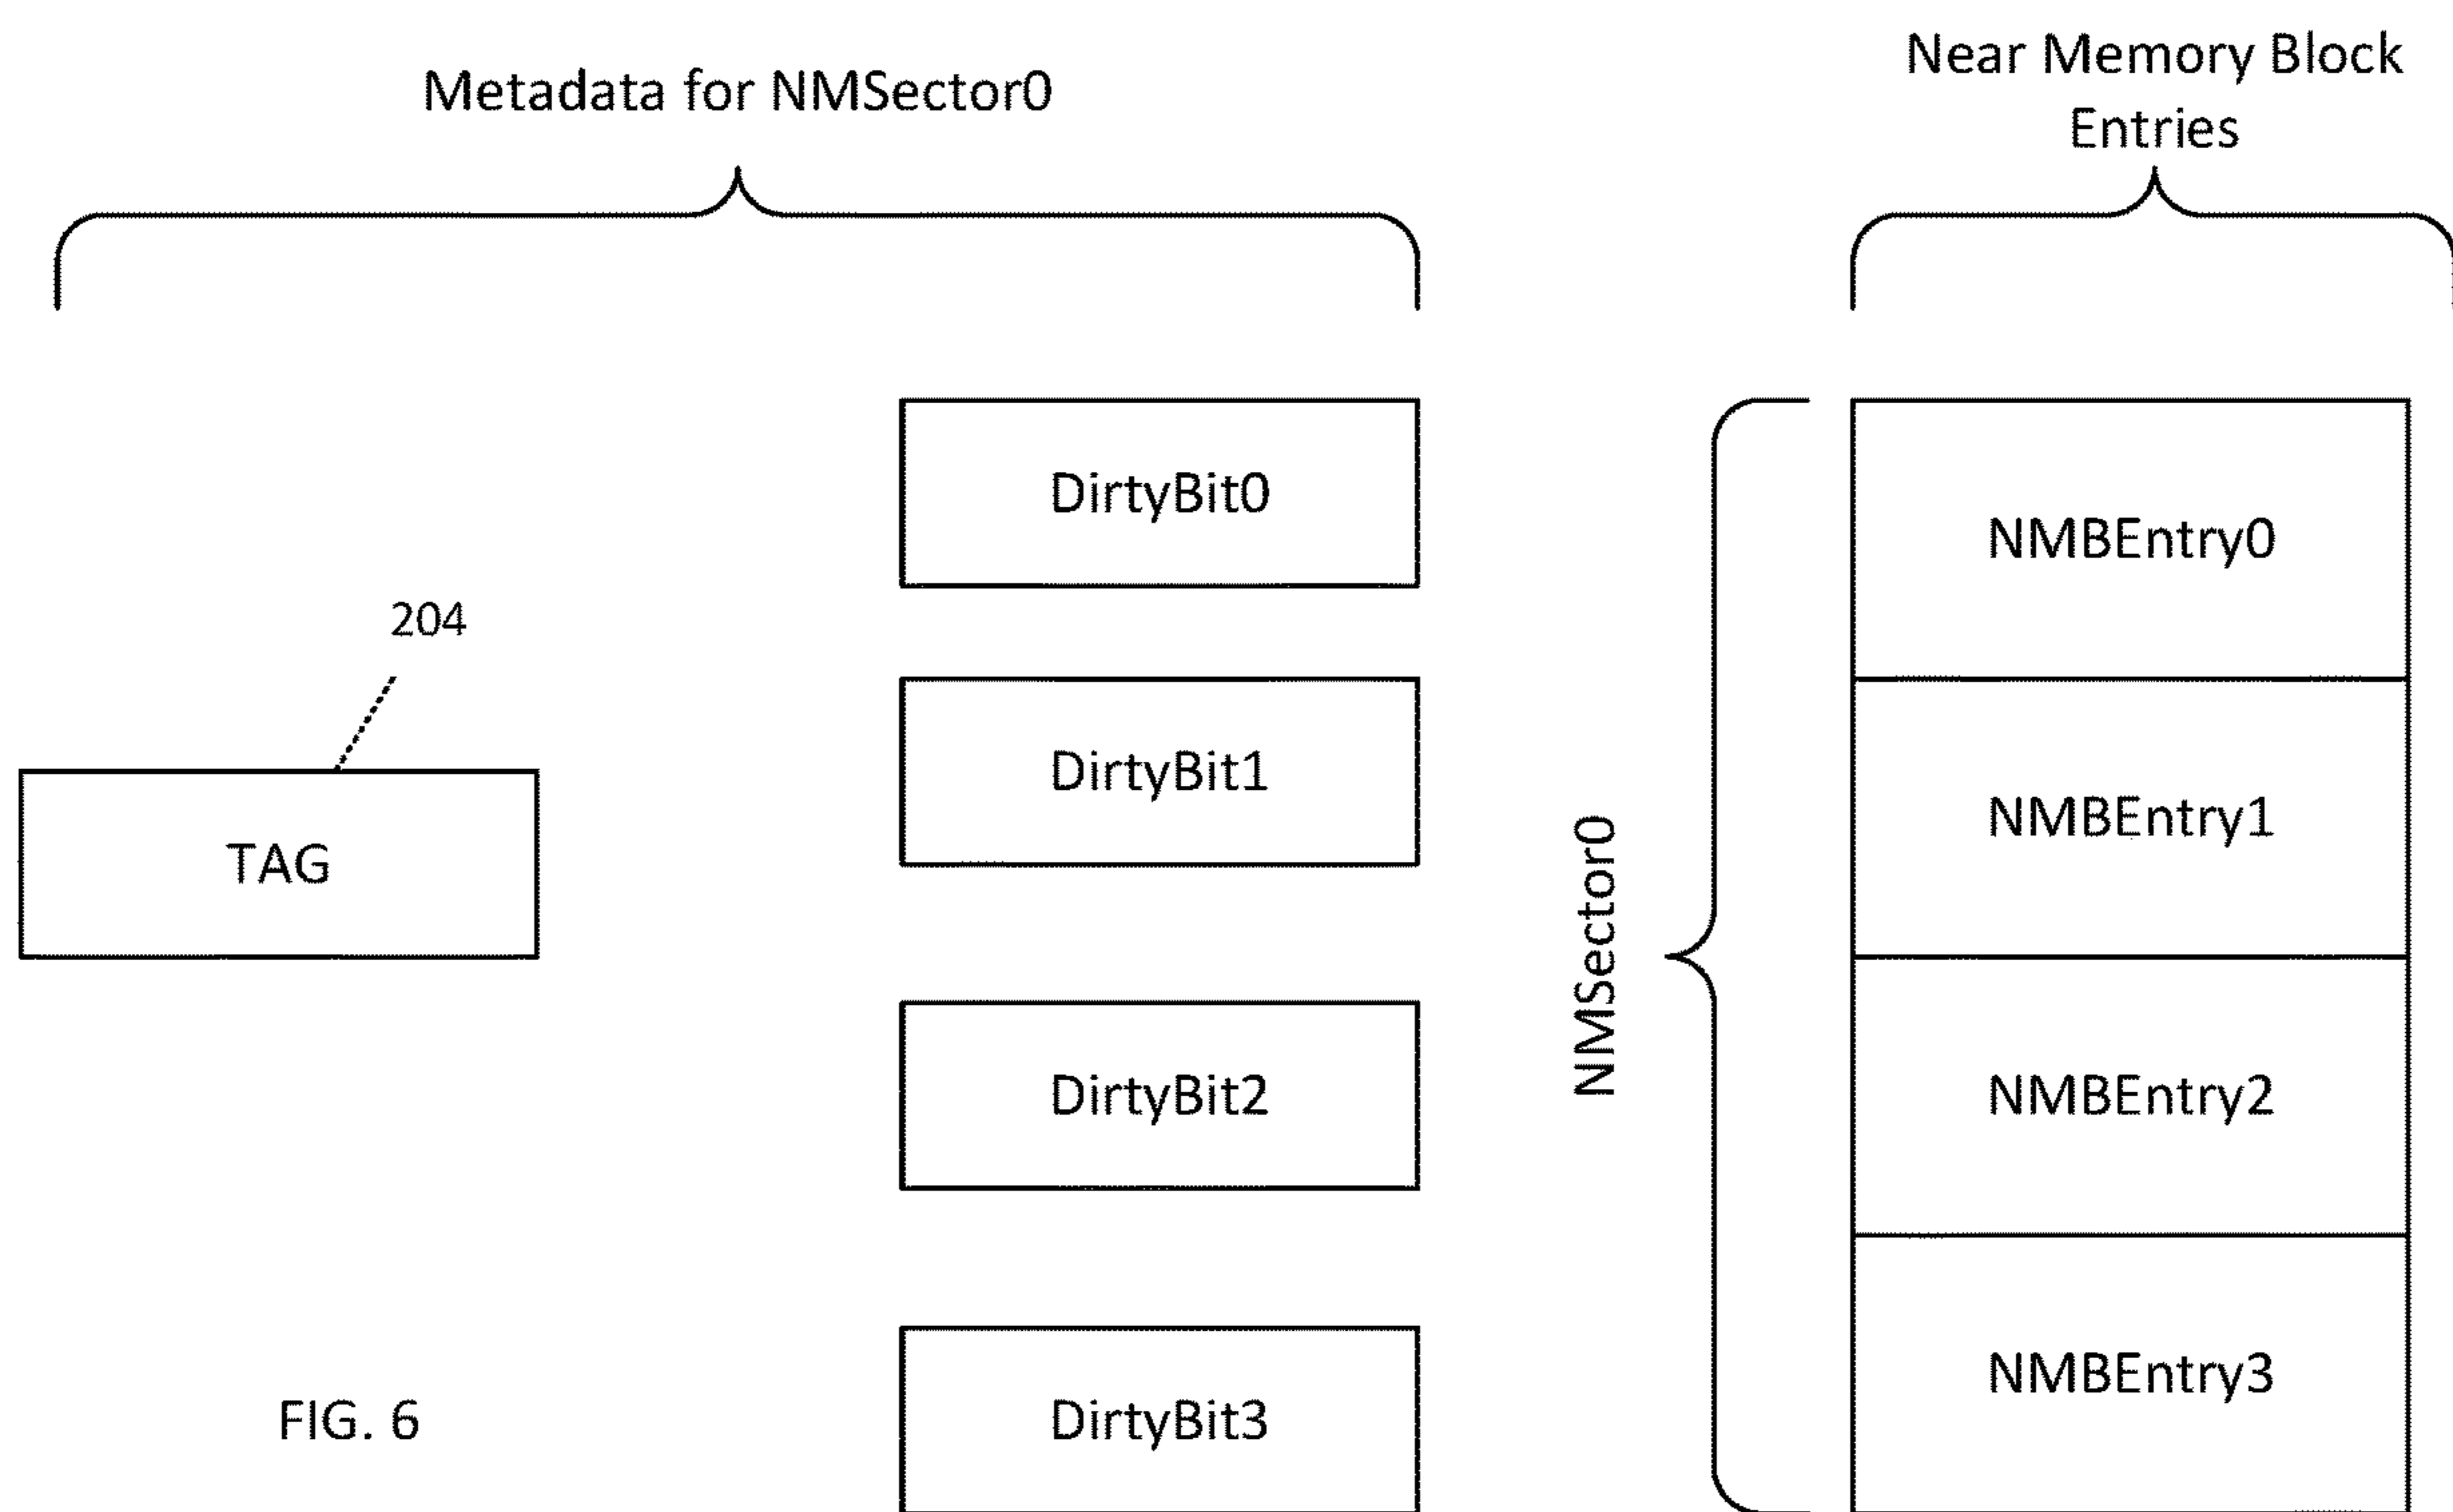 Metadata for NMSector0
Near Memory Block
Entries
DirtyBit0
NMBEntry0
204
DirtyBit1
NMBEntry1
TAG
NMSector0
DirtyBit2
NMBEntry2
DirtyBit3
NMBEntry3
FIG. 6